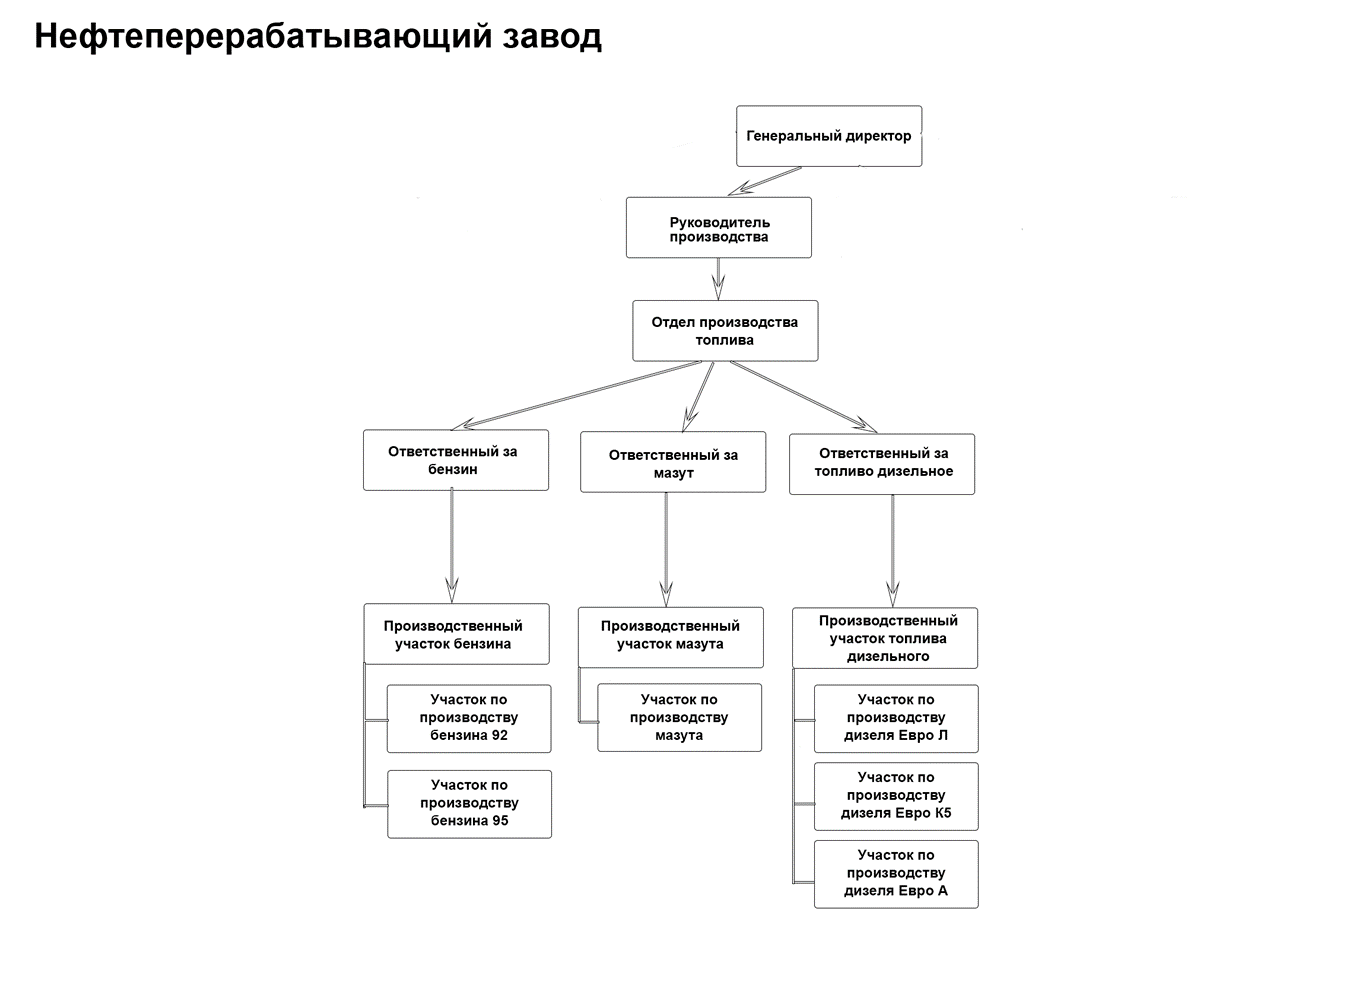 Нефтеперерабатывающий завод
Генеральный директор
Руководитель
производства
Отдел производства
топлива
Ответственный за
бензин
Ответственный за
мазут
Ответственный за
топливо дизельное
Производственный
участок бензина
Участок по
производству
бензина 92
Участок по
производству
бензина 95
Производственный
участок мазута
Участок по
производству
мазута
Производственный
участок топлива
дизельного
Участок по
производству
дизеля Евро Л
Участок по
производству
дизеля Евро К5
Участок по
производству
дизеля Евро А